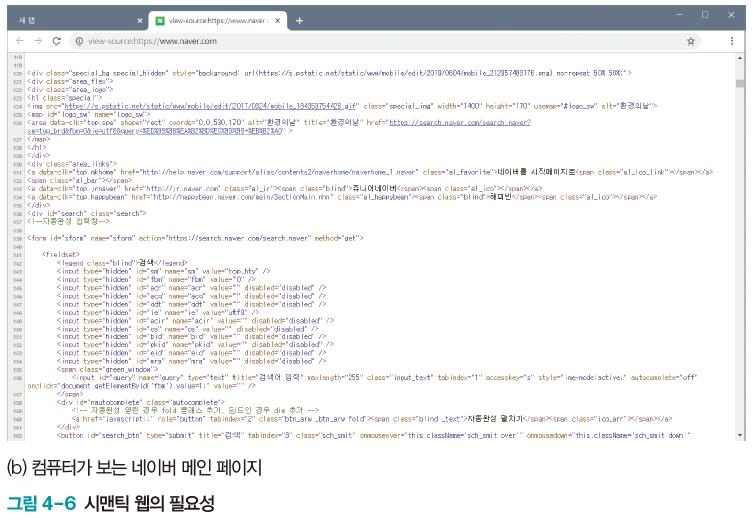 새 탭
view-source:https://www.naver.com
view-source:https://www.naver.com
118
119
120 <div class="special_bg special_hidden" style="background: url(https://s.pstatic.net/static/www/mobile/edit/2019/0604/mobile_212957483176.png) no-repeat 50% 50%;">
121 <div class="area_flex">
122 <div class="area_logo">
123 <h1 class="special">
124 <img src="https://s.pstatic.net/static/www/mobile/edit/2017/0824/mobile_184353754426.gif" class="special_img" width="1400" height="170" usemap="#logo_sw" alt="환경의날">
125 <map id="logo_sw" name="logo_sw">
126 <area data-clk="top.spe" shape="rect" coords="0,0,590,170" alt="환경의날" title="환경의날" href="https://search.naver.com/search.naver?
127 </map>
128 </h1>
129 </div>
130 <div class="area_links">
131 <a data-clk="top.mkhome" href="http://help.naver.com/support/alias/contents2/naverhome/naverhome_1.naver" class="al_favorite">네이버를 시작페이지로<span class="al_ico_link"></span></a>
132 <span class="al_bar"></span>
133 <a data-clk="top.jrnaver" href="http://jr.naver.com" class="al_jr"><span class="blind">쥬니어네이버</span><span class="al_ico"></span></a>
134 <a data-clk="top.happybean" href="http://happybean.naver.com/main/SectionMain.nhn" class="al_happybean"><span class="blind">해피빈</span><span class="al_ico"></span></a>
135 </div>
136 <div id="search" class="search">
137 <!--자동완성 입력창-->
138
139 <form id="sform" name="sform" action="https://search.naver.com/search.naver" method="get">
140
141 <fieldset>
142 <legend class="blind">검색</legend>
143 <input type="hidden" id="sm" name="sm" value="top_hty" />
144 <input type="hidden" id="fbm" name="fbm" value="0" />
145 <input type="hidden" id="acr" name="acr" value="" disabled="disabled" />
146 <input type="hidden" id="acq" name="acq" value="" disabled="disabled" />
147 <input type="hidden" id="qdt" name="qdt" value="" disabled="disabled" />
148 <input type="hidden" id="ie" name="ie" value="utf8" />
149 <input type="hidden" id="acir" name="acir" value="" disabled="disabled" />
150 <input type="hidden" id="os" name="os" value="" disabled="disabled" />
151 <input type="hidden" id="bid" name="bid" value="" disabled="disabled" />
152 <input type="hidden" id="pkid" name="pkid" value="" disabled="disabled" />
153 <input type="hidden" id="eid" name="eid" value="" disabled="disabled" />
154 <input type="hidden" id="mra" name="mra" value="" disabled="disabled" />
155 <span class="green_window">
156 <input id="query" name="query" type="text" title="검색어 입력" maxlength="255" class="input_text" tabindex="1" accesskey="s" style="ime-mode:active;" autocomplete="off"
onclick="document.getElementById('fbm').value=1;" value="" />
157 </span>
158 <div id="nautocomplete" class="autocomplete">
159 <!-- 자동완성 열린 경우 fold 클래스 추가, 딤드인 경우 dim 추가 -->
160 <a href="javascript:;" role="button" tabindex="2" class="btn_arw _btn_arw fold"><span class="blind _text">자동완성 펼치기</span><span class="ico_arr"></span></a>
161 </div>
162 <button id="search_btn" type="submit" title="검색" tabindex="3" class="sch_smit" onmouseover="this.className='sch_smit over'" onmousedown="this.className='sch_smit down'"
(b) 컴퓨터가 보는 네이버 메인 페이지
그림 4-6 시맨틱 웹의 필요성